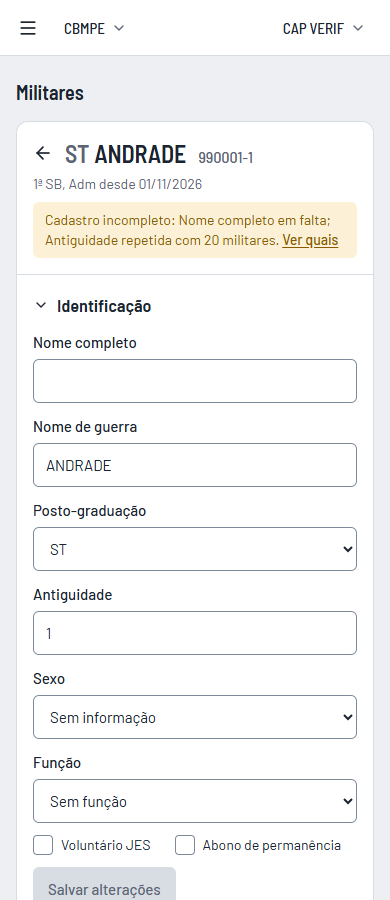 CBMPE
CAP VERIF
Militares
ST ANDRADE 990001-1
1ª SB, Adm desde 01/11/2026
Cadastro incompleto: Nome completo em falta;
Antiguidade repetida com 20 militares. Ver quais
Identificação
Nome completo
Nome de guerra
ANDRADE
Posto-graduação
ST
Antiguidade
1
Sexo
Sem informação
Função
Sem função
Voluntário JES
Abono de permanência
Salvar alterações